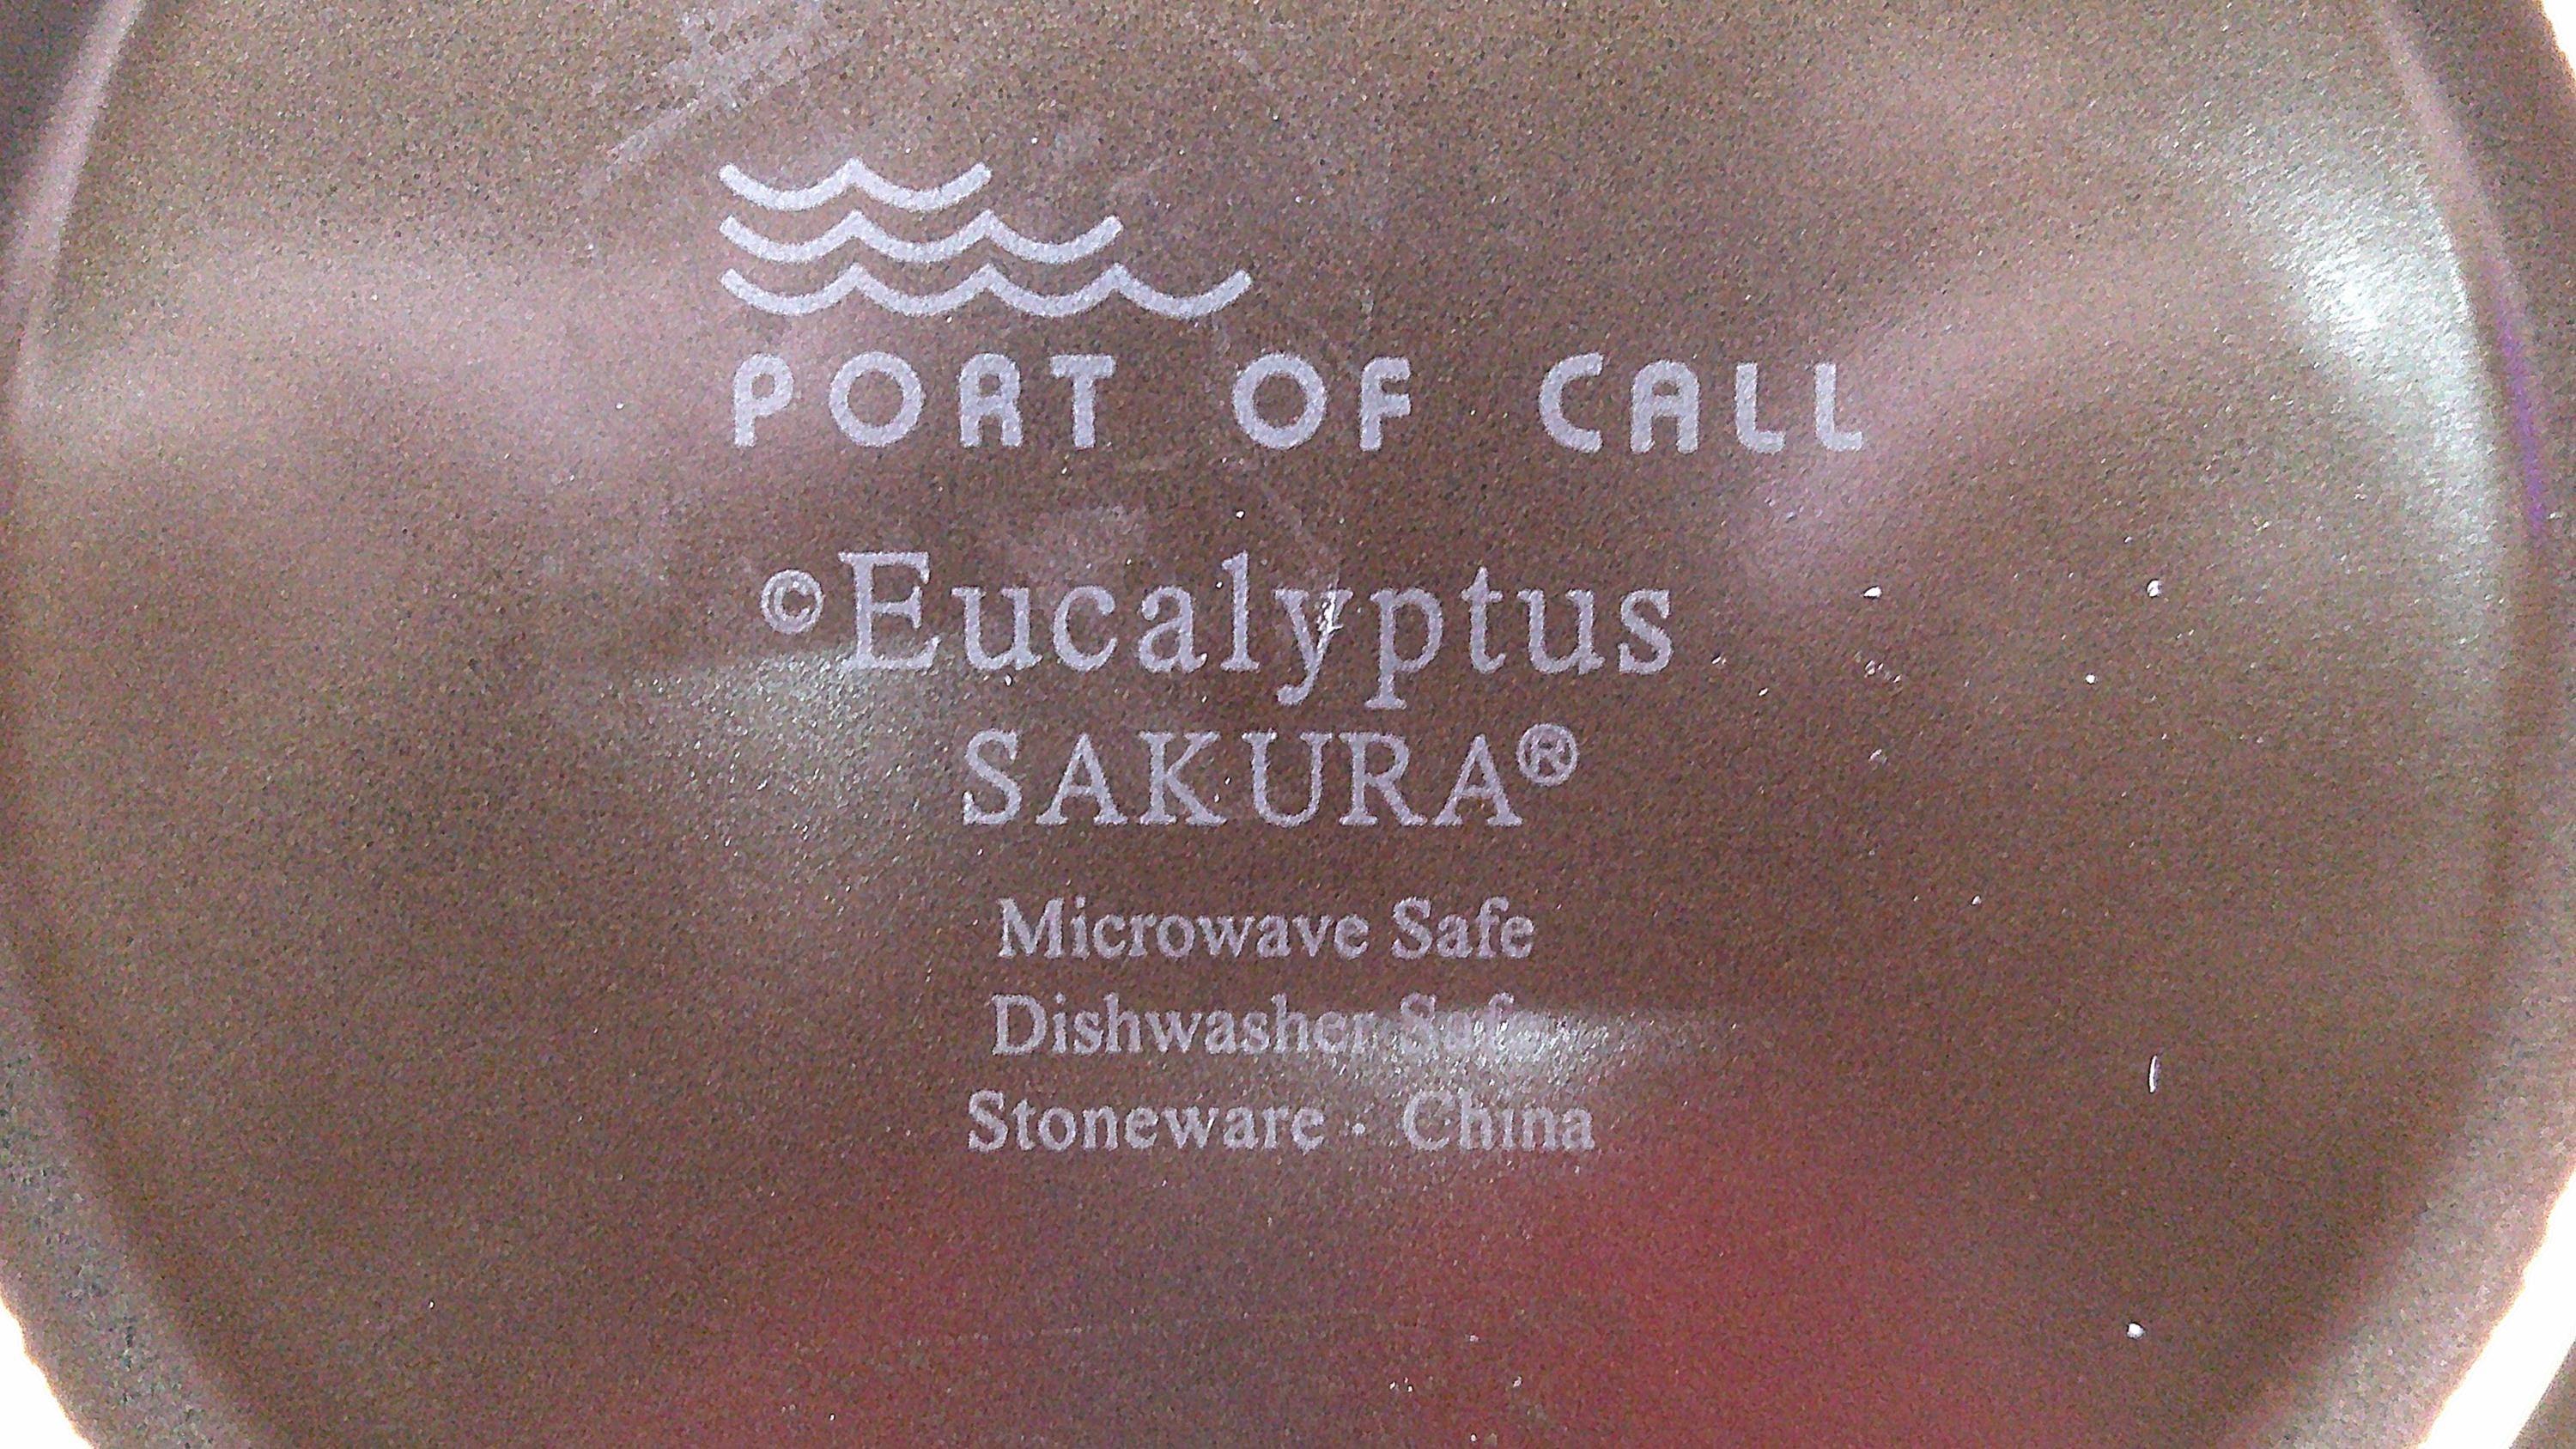 PORT OF CALL
©Eucalyptus
SAKURA®
Microwave Safe
Dishwasher Safe
Stoneware · China